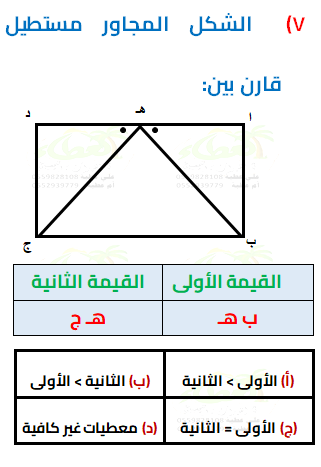 ٧) الشكل المجاور مستطيل
قارن بين:
د هـ ا
ج ب
القيمة الأولى القيمة الثانية
ب هـ هـ ج
(أ) الأولى > الثانية (ب) الثانية > الأولى
(ج) الأولى = الثانية (د) معطيات غير كافية